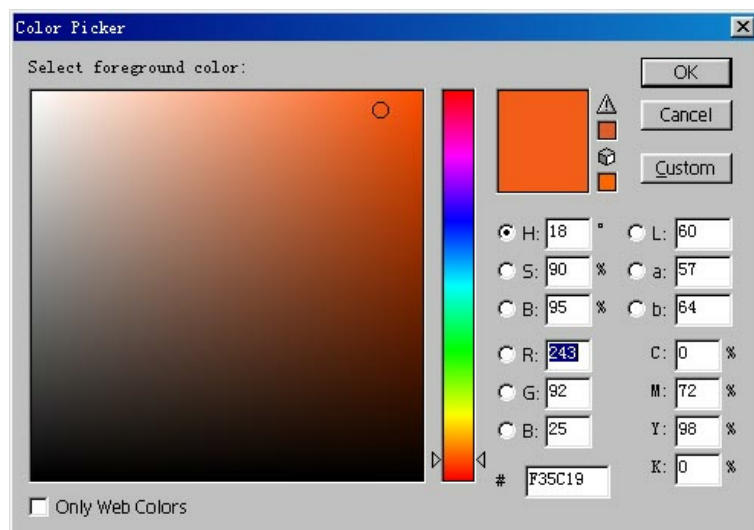 Color Picker
Select foreground color:
OK
Cancel
Custom
H: 18 ° L: 60
S: 90 % a: 57
B: 95 % b: 64
R: 243 C: 0 %
G: 92 M: 72 %
B: 25 Y: 98 %
# F35C19 K: 0 %
Only Web Colors